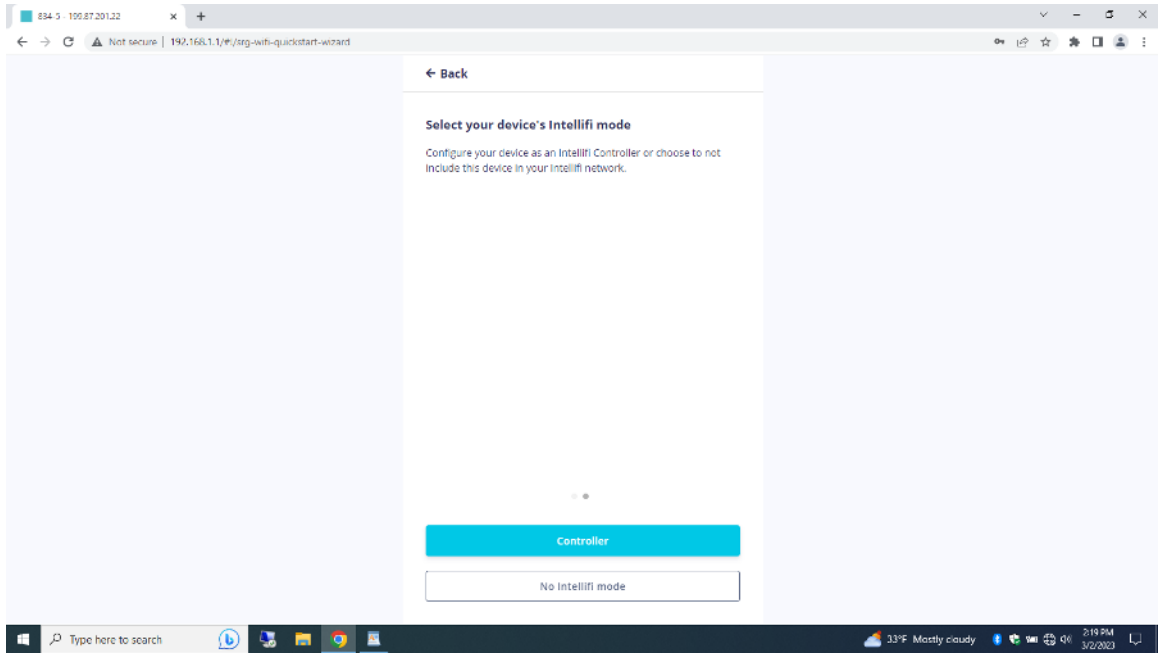 834-5 - 199.87.201.22
Not secure | 192.168.1.1/#!/srg-wifi-quickstart-wizard
← Back
Select your device's Intellifi mode
Configure your device as an Intellifi Controller or choose to not
include this device in your Intellifi network.
Controller
No Intellifi mode
Type here to search
33°F Mostly cloudy
2:19 PM
3/2/2023